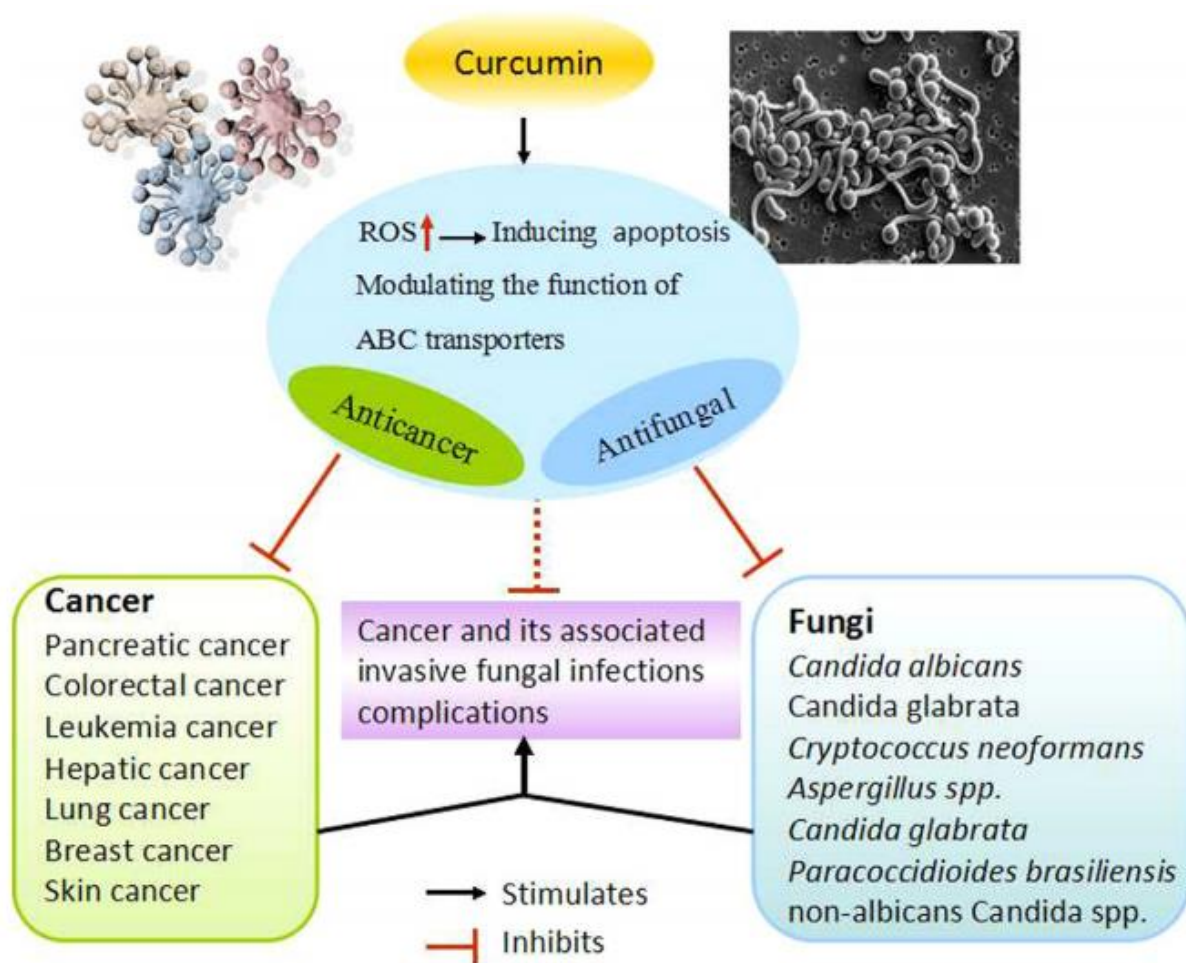 Curcumin
ROS Inducing apoptosis
Modulating the function of
ABC transporters
Anticancer
Antifungal
Cancer
Pancreatic cancer
Colorectal cancer
Leukemia cancer
Hepatic cancer
Lung cancer
Breast cancer
Skin cancer
Cancer and its associated
invasive fungal infections
complications
Fungi
Candida albicans
Candida glabrata
Cryptococcus neoformans
Aspergillus spp.
Candida glabrata
Paracoccidioides brasiliensis
non-albicans Candida spp.
Stimulates
Inhibits